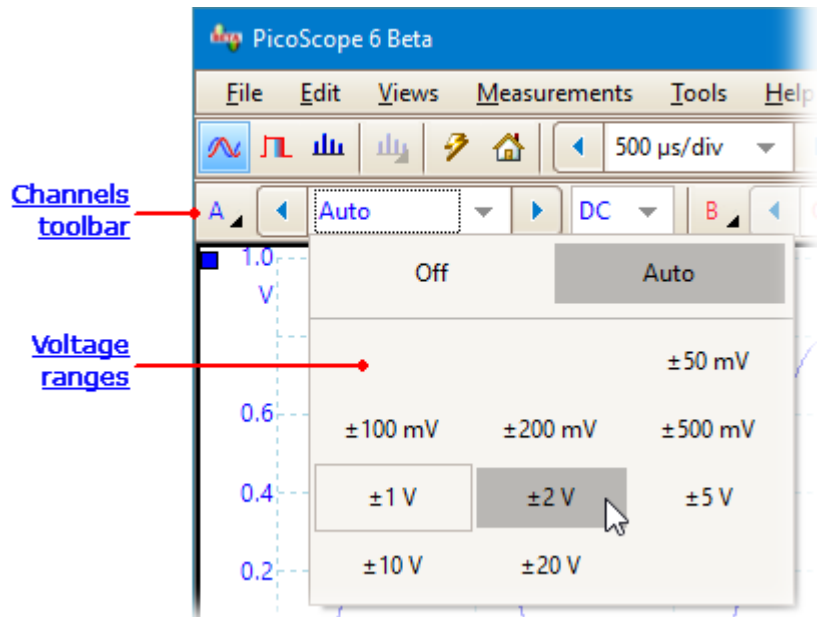 PicoScope 6 Beta
File Edit Views Measurements Tools Help
500 µs/div
Channels
toolbar
A Auto DC B
1.0
V
Off Auto
Voltage
ranges
±50 mV
0.6
±100 mV ±200 mV ±500 mV
0.4
±1 V ±2 V ±5 V
0.2
±10 V ±20 V